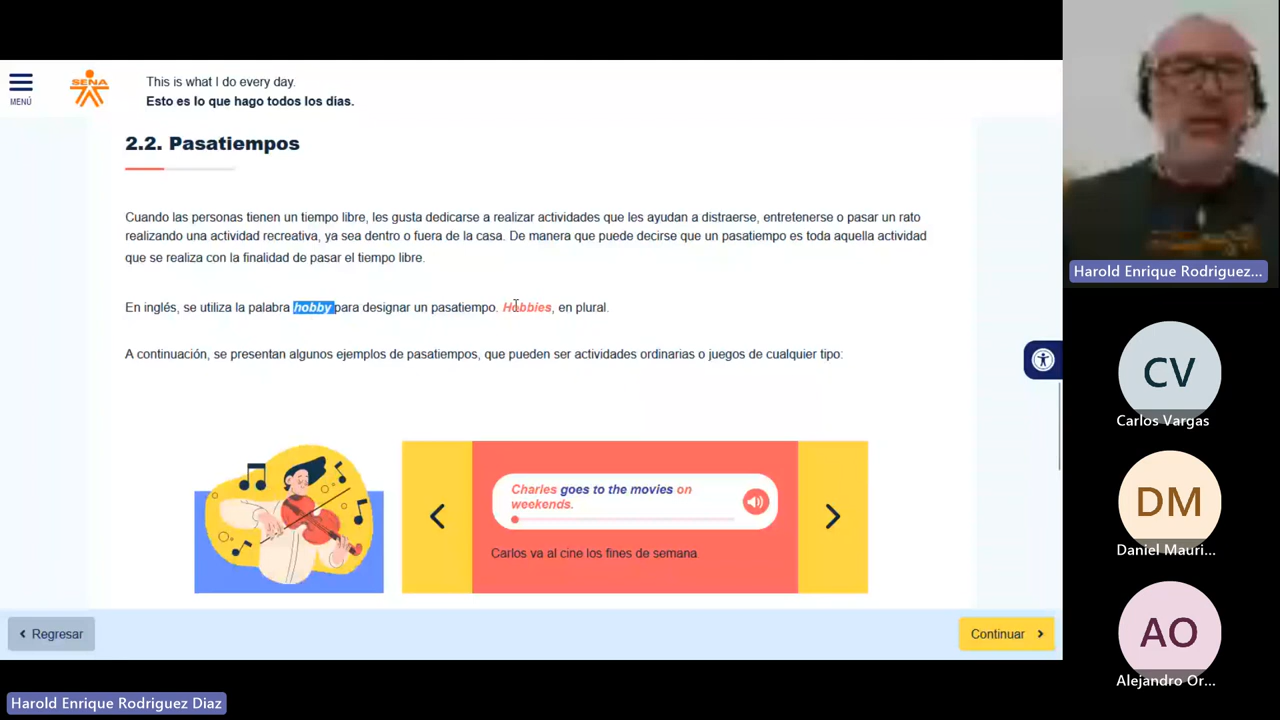 MENÚ
SENA
This is what I do every day.
Esto es lo que hago todos los dias.
2.2. Pasatiempos
Cuando las personas tienen un tiempo libre, les gusta dedicarse a realizar actividades que les ayudan a distraerse, entretenerse o pasar un rato
realizando una actividad recreativa, ya sea dentro o fuera de la casa. De manera que puede decirse que un pasatiempo es toda aquella actividad
que se realiza con la finalidad de pasar el tiempo libre.
En inglés, se utiliza la palabra hobby para designar un pasatiempo. Hobbies, en plural.
A continuación, se presentan algunos ejemplos de pasatiempos, que pueden ser actividades ordinarias o juegos de cualquier tipo:
Charles goes to the movies on
weekends.
Carlos va al cine los fines de semana
Regresar
Continuar
Harold Enrique Rodriguez Diaz
Harold Enrique Rodriguez...
CV
Carlos Vargas
DM
Daniel Mauri...
AO
Alejandro Or...